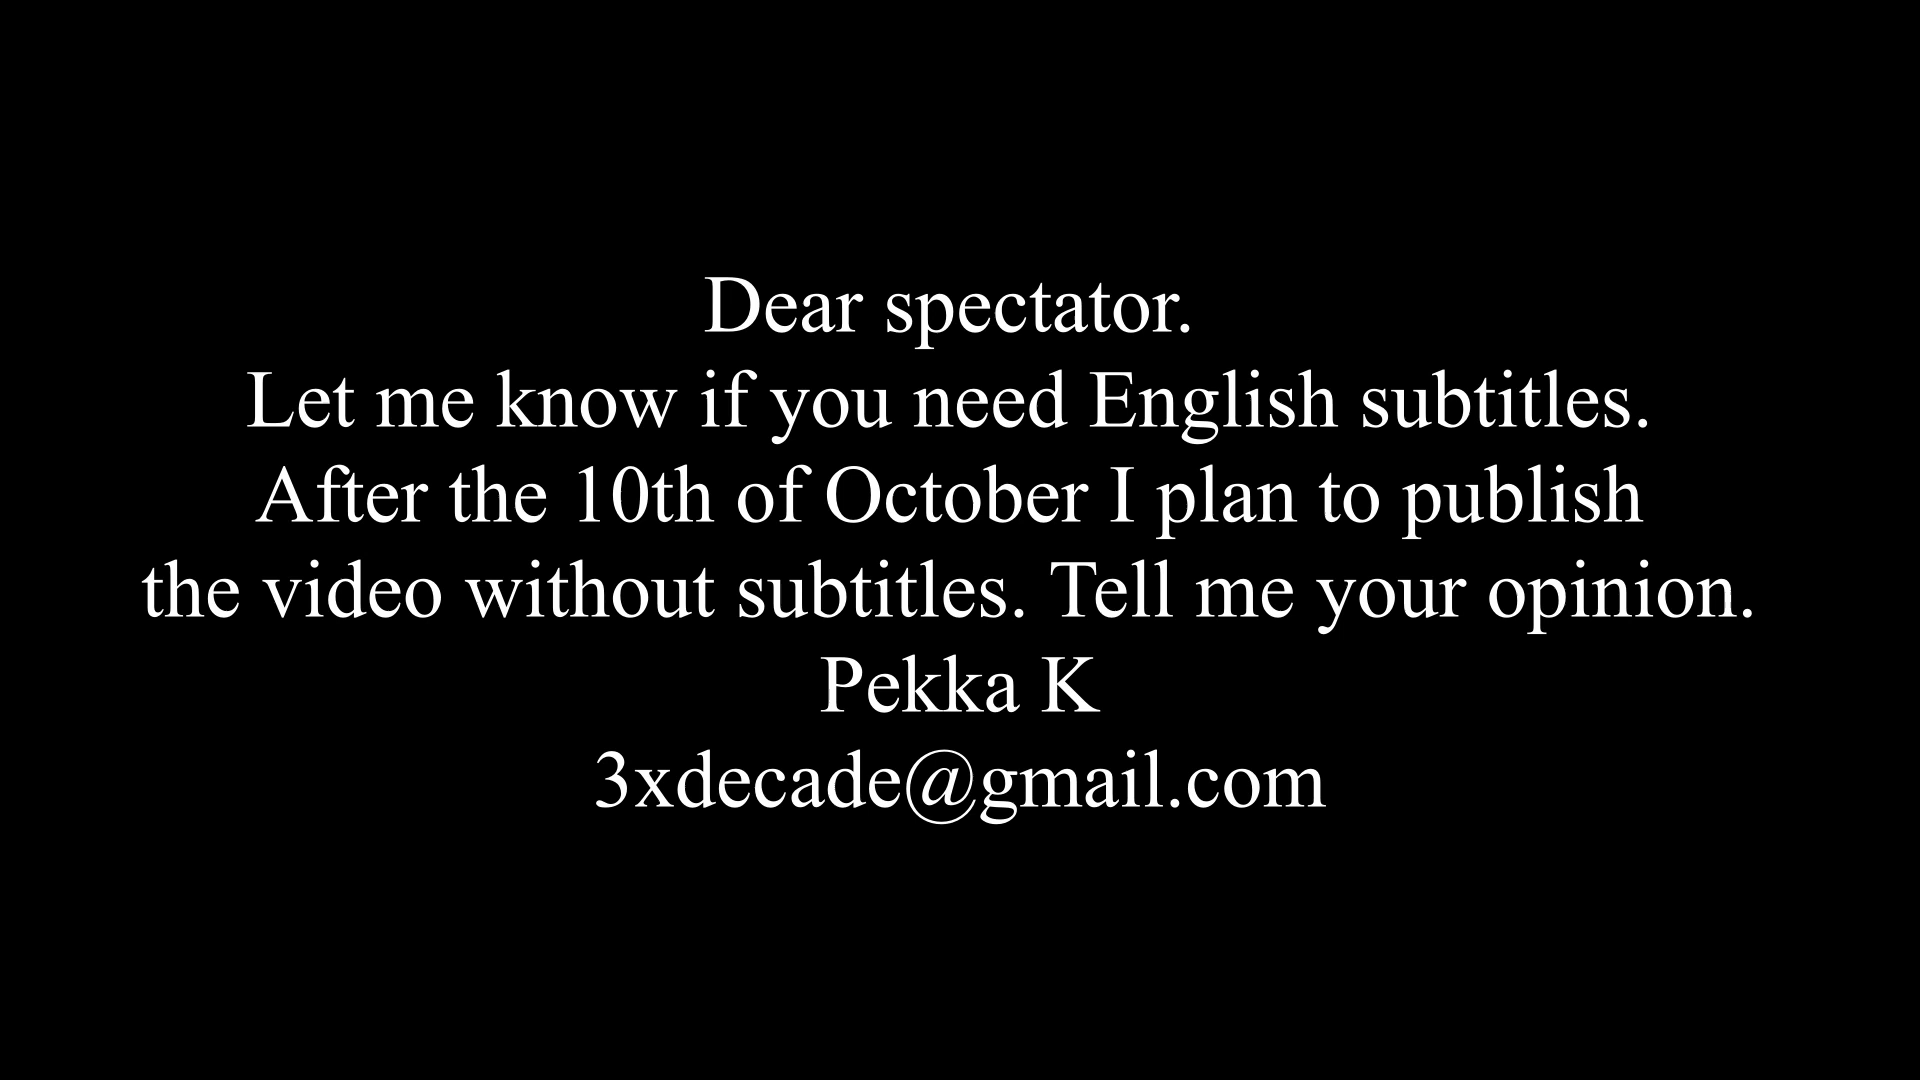 Dear spectator.
Let me know if you need English subtitles.
After the 10th of October I plan to publish
the video without subtitles. Tell me your opinion.
Pekka K
3xdecade@gmail.com